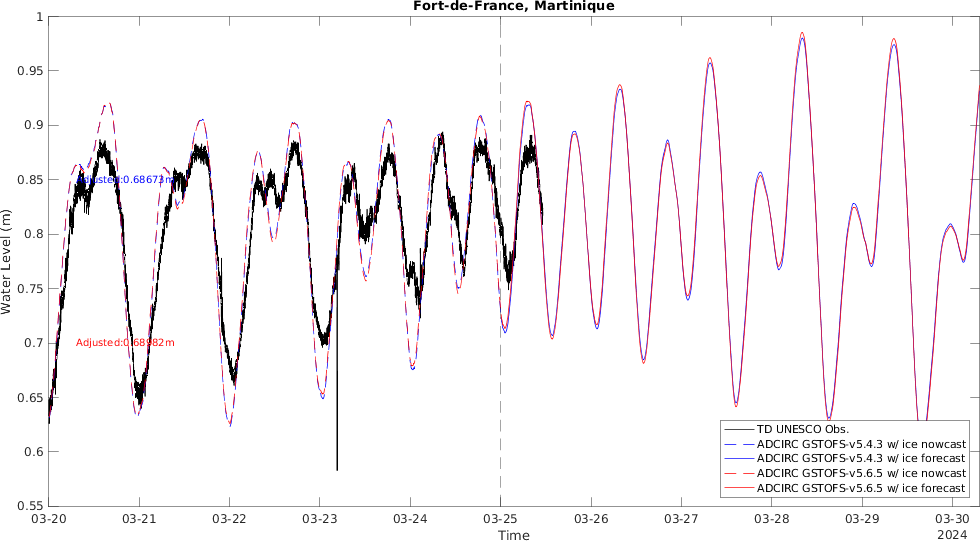 Fort-de-France, Martinique
1
0.95
0.9
0.85
0.8
0.75
0.7
0.65
0.6
0.55
Water Level (m)
Adjusted:0.68673m
Adjusted:0.68982m
TD UNESCO Obs.
ADCIRC GSTOFS-v5.4.3 w/ ice nowcast
ADCIRC GSTOFS-v5.4.3 w/ ice forecast
ADCIRC GSTOFS-v5.6.5 w/ ice nowcast
ADCIRC GSTOFS-v5.6.5 w/ ice forecast
03-20 03-21 03-22 03-23 03-24 03-25 03-26 03-27 03-28 03-29 03-30
Time
2024